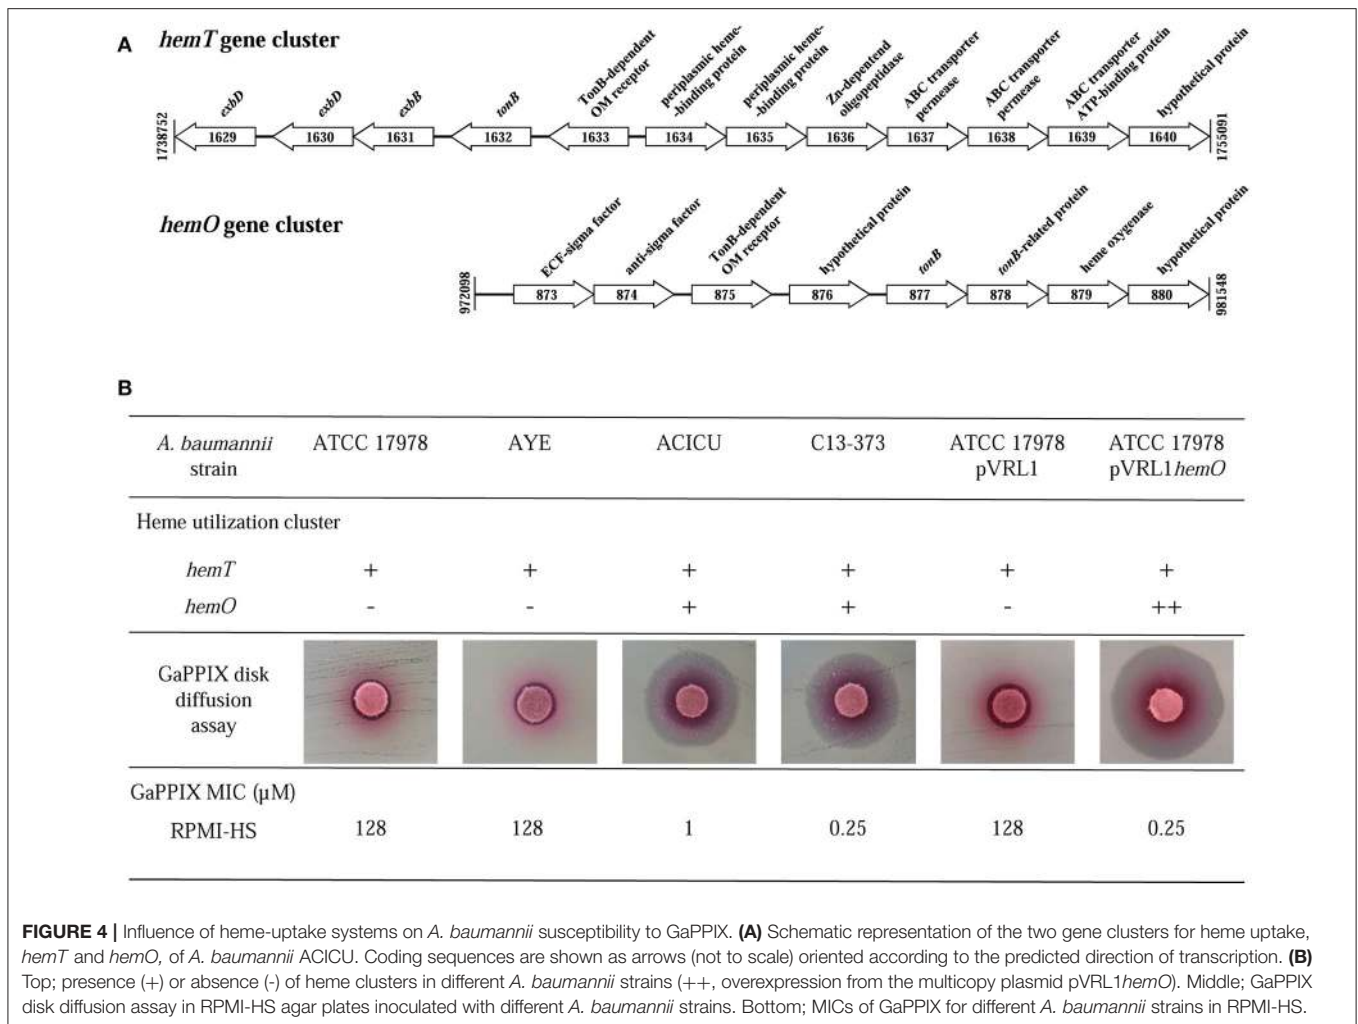 A hemT gene cluster
exbD
exbD
exbB
tonB
TonB-dependent
OM receptor
periplasmic heme-
-binding protein
periplasmic heme-
-binding protein
Zn-depentend
oligopeptidase
ABC transporter
permease
ABC transporter
permease
ABC transporter
ATP-binding protein
hypothetical protein
1738752
1629 1630 1631 1632 1633 1634 1635 1636 1637 1638 1639 1640
1755091
hemO gene cluster
ECF-sigma factor
anti-sigma factor
TonB-dependent
OM receptor
hypothetical protein
tonB
tonB-related protein
heme oxygenase
hypothetical protein
972098
873 874 875 876 877 878 879 880
981548
B
A. baumannii ATCC 17978 AYE ACICU C13-373 ATCC 17978 ATCC 17978
strain pVRL1 pVRL1hemO
Heme utilization cluster
hemT + + + + + +
hemO - - + + - ++
GaPPIX disk
diffusion
assay
GaPPIX MIC (µM)
RPMI-HS 128 128 1 0.25 128 0.25
FIGURE 4 | Influence of heme-uptake systems on A. baumannii susceptibility to GaPPIX. (A) Schematic representation of the two gene clusters for heme uptake,
hemT and hemO, of A. baumannii ACICU. Coding sequences are shown as arrows (not to scale) oriented according to the predicted direction of transcription. (B)
Top; presence (+) or absence (-) of heme clusters in different A. baumannii strains (++, overexpression from the multicopy plasmid pVRL1hemO). Middle; GaPPIX
disk diffusion assay in RPMI-HS agar plates inoculated with different A. baumannii strains. Bottom; MICs of GaPPIX for different A. baumannii strains in RPMI-HS.